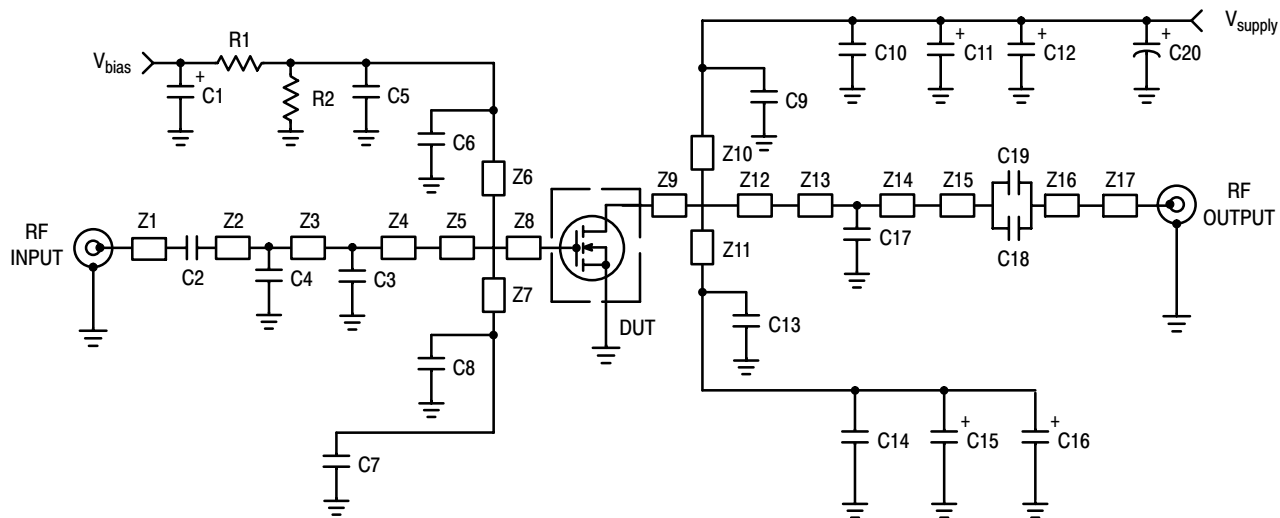 V_supply
R1
V_bias
+
C1
R2
C5
C6
Z6
C10
+
C11
+
C12
+
C20
C9
Z10
C19
Z9
Z12
Z13
Z14
Z15
Z16
Z17
RF
OUTPUT
RF
INPUT
Z1
Z2
Z3
Z4
Z5
Z8
C2
C4
C3
Z7
Z11
C17
C18
DUT
C13
C8
C7
C14
+
C15
+
C16